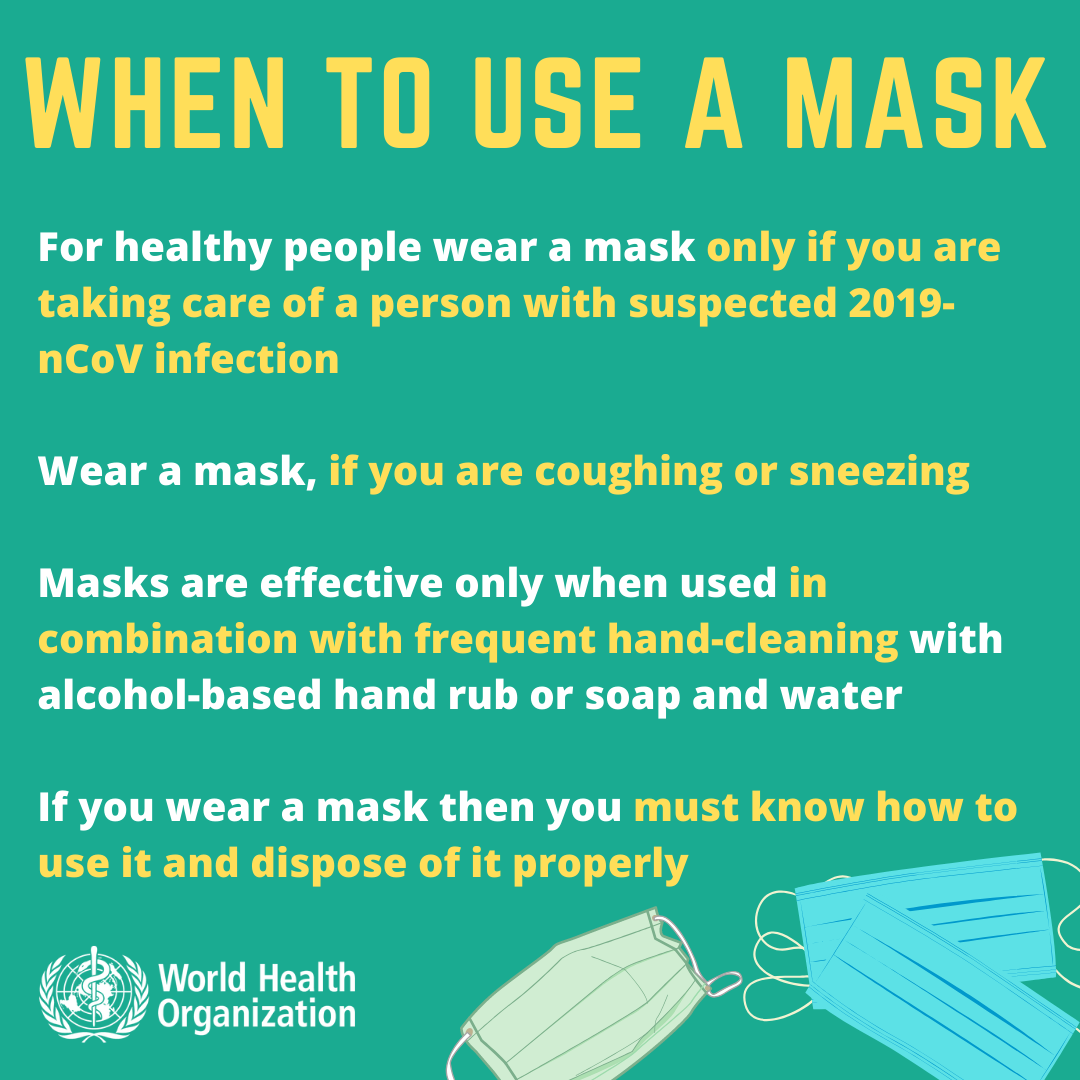 WHEN TO USE A MASK
For healthy people wear a mask only if you are
taking care of a person with suspected 2019-
nCoV infection
Wear a mask, if you are coughing or sneezing
Masks are effective only when used in
combination with frequent hand-cleaning with
alcohol-based hand rub or soap and water
If you wear a mask then you must know how to
use it and dispose of it properly
World Health
Organization